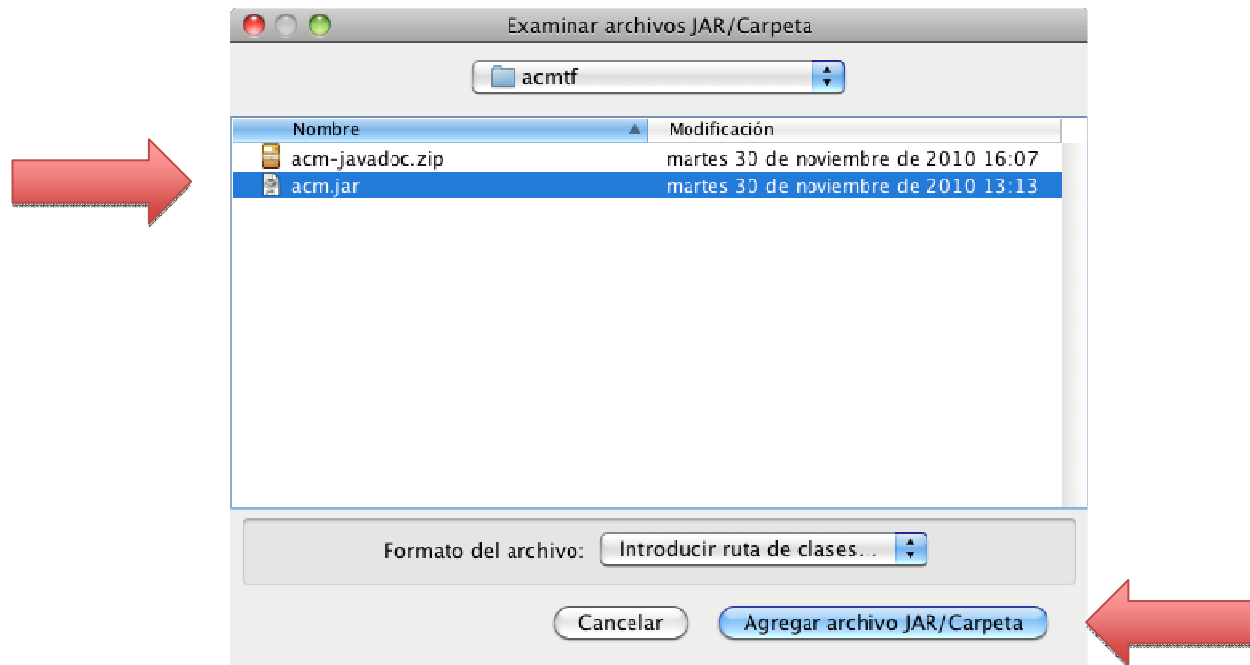 Examinar archivos JAR/Carpeta
acmtf
Nombre Modificación
acm-javadoc.zip martes 30 de noviembre de 2010 16:07
acm.jar martes 30 de noviembre de 2010 13:13
Formato del archivo: Introducir ruta de clases...
Cancelar Agregar archivo JAR/Carpeta